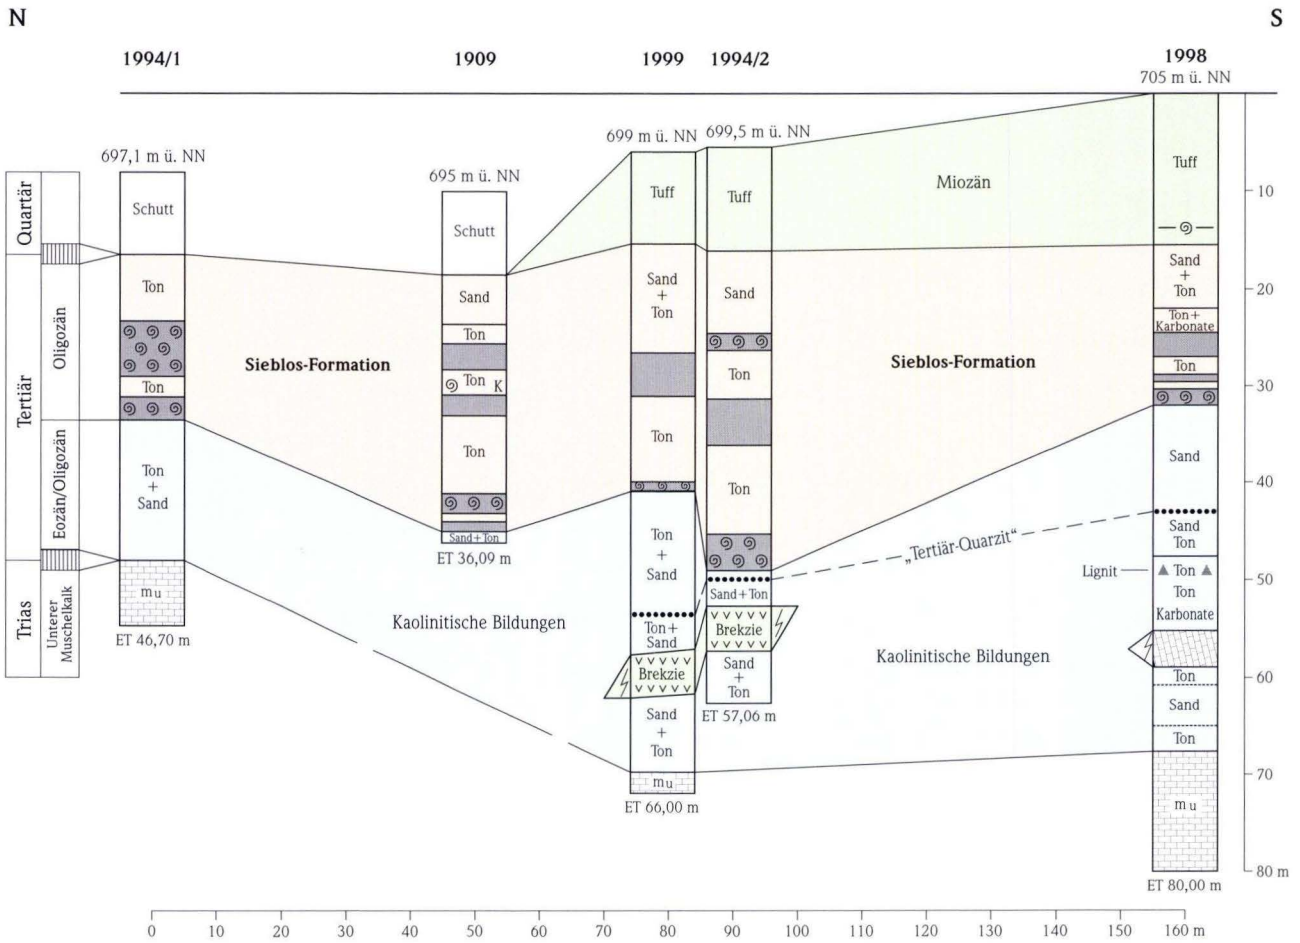 N
S
1994/1
1909
1999
1994/2
1998
705 m ü. NN
697,1 m ü. NN
695 m ü. NN
699 m ü. NN
699,5 m ü. NN
Quartär
Tertiär
Trias
Oligozän
Eozän/Oligozän
Unterer
Muschelkalk
Schutt
Ton
Ton
Ton
+
Sand
mu
ET 46,70 m
Schutt
Sand
Ton
Ton K
Ton
Sand+Ton
ET 36,09 m
Tuff
Sand
+
Ton
Ton
Ton
+
Sand
Ton+
Sand
Brekzie
Sand
+
Ton
mu
ET 66,00 m
Tuff
Sand
Ton
Ton
Sand+Ton
Brekzie
Sand
+
Ton
ET 57,06 m
Tuff
Sand
+
Ton
Ton+
Karbonate
Ton
Sand
Sand
Ton
Lignit
Ton
Ton
Karbonate
Ton
Sand
Ton
mu
ET 80,00 m
Miozän
Sieblos-Formation
Sieblos-Formation
„Tertiär-Quarzit“
Kaolinitische Bildungen
Kaolinitische Bildungen
10
20
30
40
50
60
70
80 m
0 10 20 30 40 50 60 70 80 90 100 110 120 130 140 150 160 m